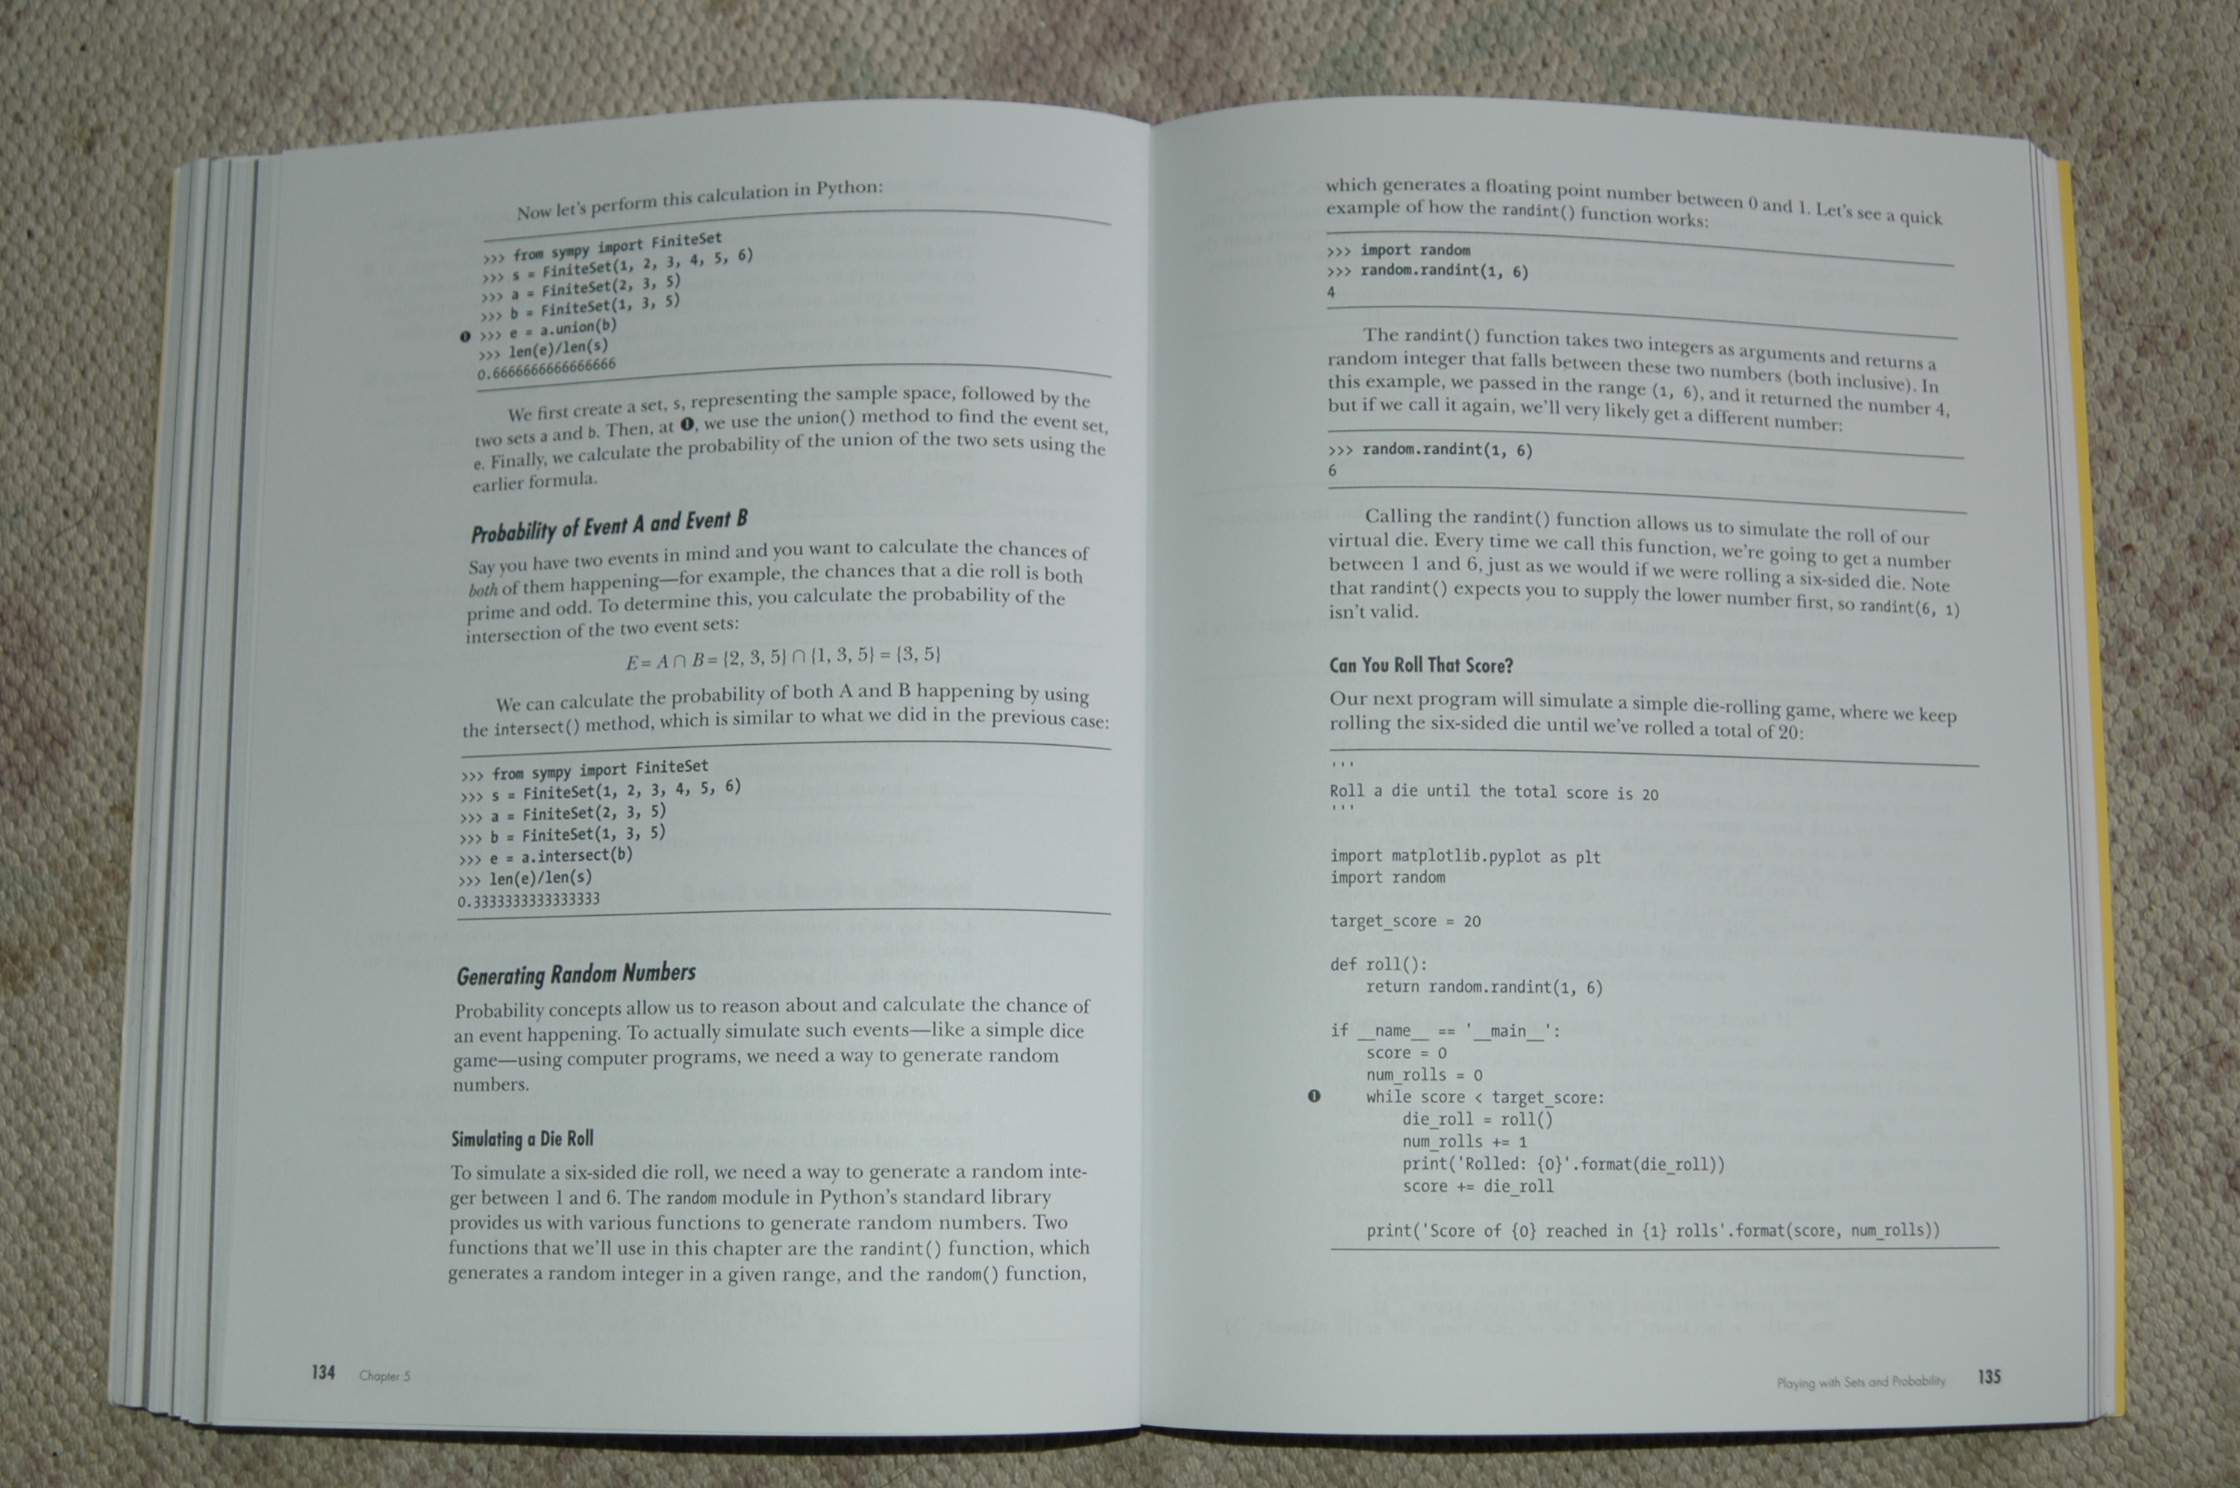 Now let's perform this calculation in Python:
>>> from sympy import FiniteSet
>>> s = FiniteSet(1, 2, 3, 4, 5, 6)
>>> a = FiniteSet(2, 3, 5)
>>> b = FiniteSet(1, 3, 5)
❶ >>> e = a.union(b)
>>> len(e)/len(s)
0.6666666666666666
We first create a set, s, representing the sample space, followed by the
two sets a and b. Then, at ❶, we use the union() method to find the event set,
e. Finally, we calculate the probability of the union of the two sets using the
earlier formula.
Probability of Event A and Event B
Say you have two events in mind and you want to calculate the chances of
both of them happening—for example, the chances that a die roll is both
prime and odd. To determine this, you calculate the probability of the
intersection of the two event sets:
E = A ∩ B = {2, 3, 5} ∩ {1, 3, 5} = {3, 5}
We can calculate the probability of both A and B happening by using
the intersect() method, which is similar to what we did in the previous case:
>>> from sympy import FiniteSet
>>> s = FiniteSet(1, 2, 3, 4, 5, 6)
>>> a = FiniteSet(2, 3, 5)
>>> b = FiniteSet(1, 3, 5)
>>> e = a.intersect(b)
>>> len(e)/len(s)
0.3333333333333333
Generating Random Numbers
Probability concepts allow us to reason about and calculate the chance of
an event happening. To actually simulate such events—like a simple dice
game—using computer programs, we need a way to generate random
numbers.
Simulating a Die Roll
To simulate a six-sided die roll, we need a way to generate a random inte-
ger between 1 and 6. The random module in Python's standard library
provides us with various functions to generate random numbers. Two
functions that we'll use in this chapter are the randint() function, which
generates a random integer in a given range, and the random() function,
134 Chapter 5
which generates a floating point number between 0 and 1. Let's see a quick
example of how the randint() function works:
>>> import random
>>> random.randint(1, 6)
4
The randint() function takes two integers as arguments and returns a
random integer that falls between these two numbers (both inclusive). In
this example, we passed in the range (1, 6), and it returned the number 4,
but if we call it again, we'll very likely get a different number:
>>> random.randint(1, 6)
6
Calling the randint() function allows us to simulate the roll of our
virtual die. Every time we call this function, we're going to get a number
between 1 and 6, just as we would if we were rolling a six-sided die. Note
that randint() expects you to supply the lower number first, so randint(6, 1)
isn't valid.
Can You Roll That Score?
Our next program will simulate a simple die-rolling game, where we keep
rolling the six-sided die until we've rolled a total of 20:
'''
Roll a die until the total score is 20
'''
import matplotlib.pyplot as plt
import random
target_score = 20
def roll():
return random.randint(1, 6)
if __name__ == '__main__':
score = 0
num_rolls = 0
❶ while score < target_score:
die_roll = roll()
num_rolls += 1
print('Rolled: {0}'.format(die_roll))
score += die_roll
print('Score of {0} reached in {1} rolls'.format(score, num_rolls))
Playing with Sets and Probability 135